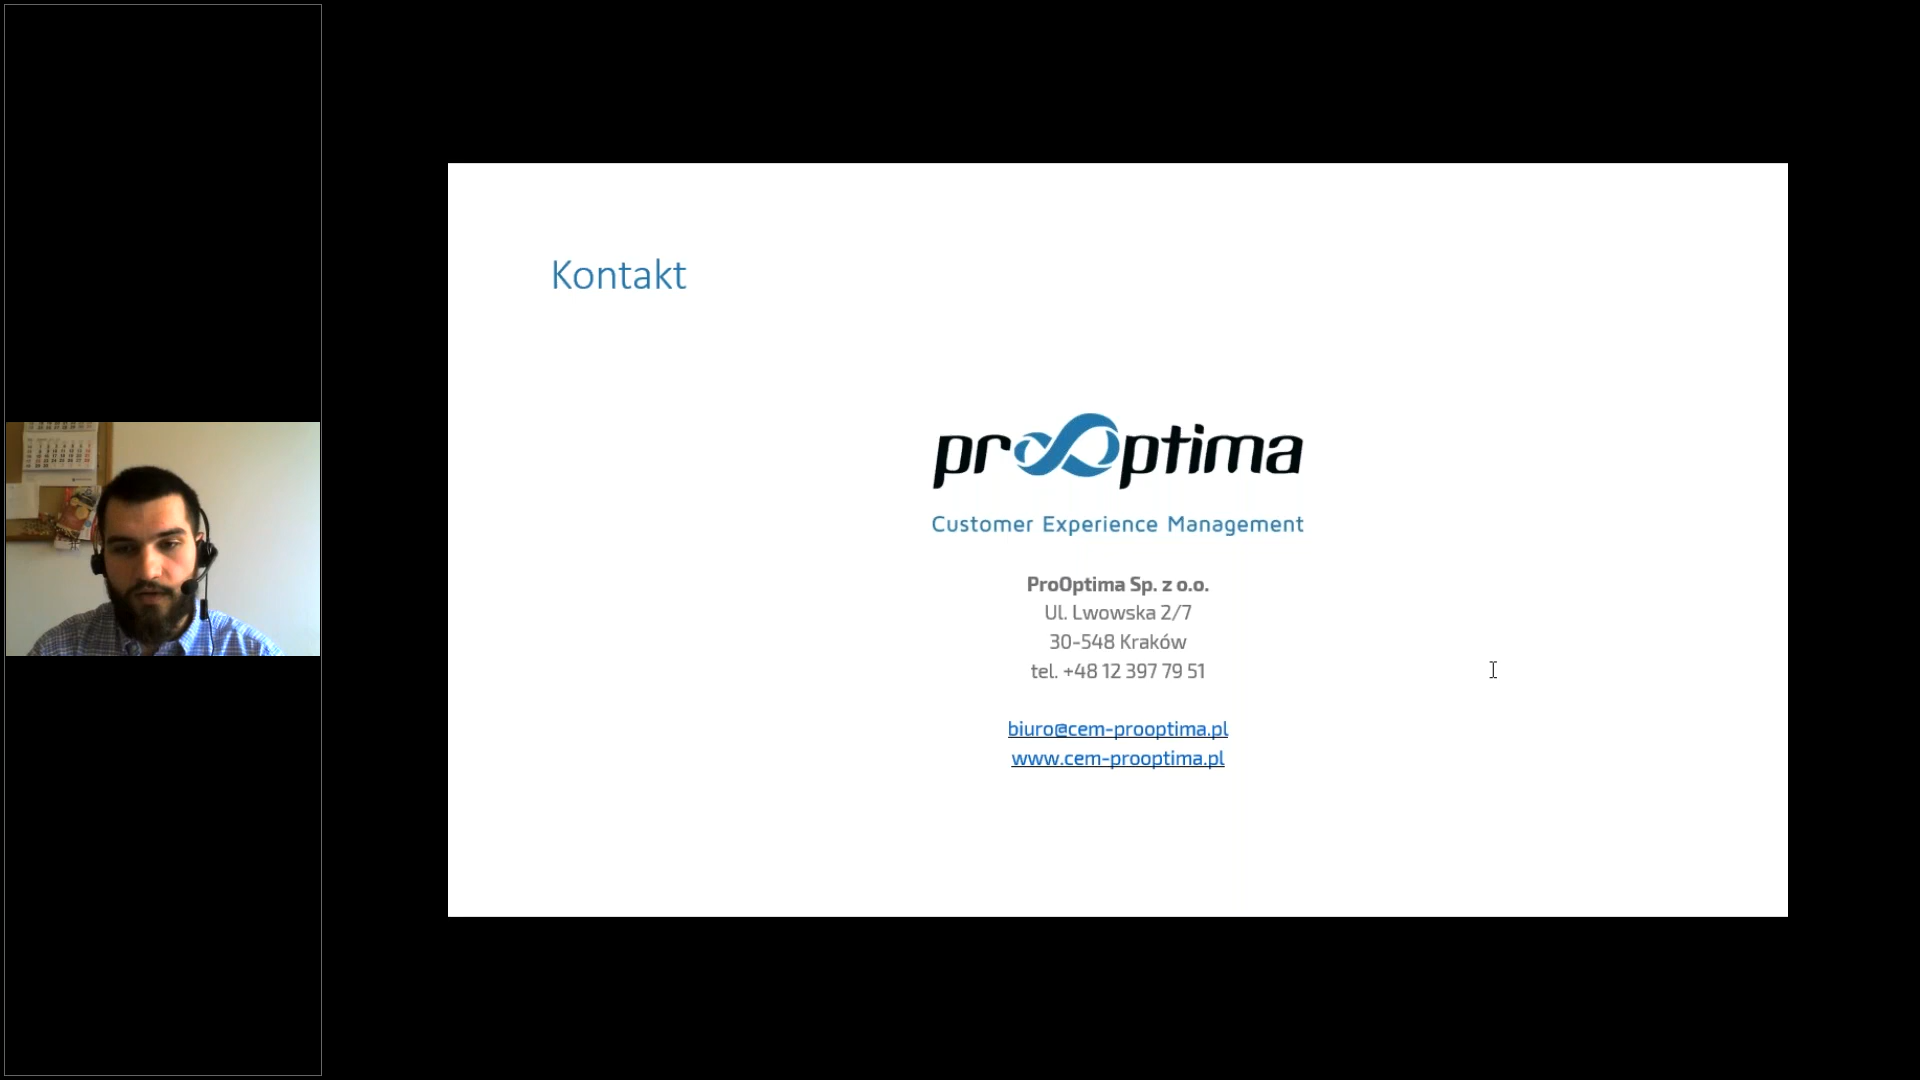 Kontakt
proOptima
Customer Experience Management
ProOptima Sp. z o.o.
Ul. Lwowska 2/7
30-548 Kraków
tel. +48 12 397 79 51
biuro@cem-prooptima.pl
www.cem-prooptima.pl